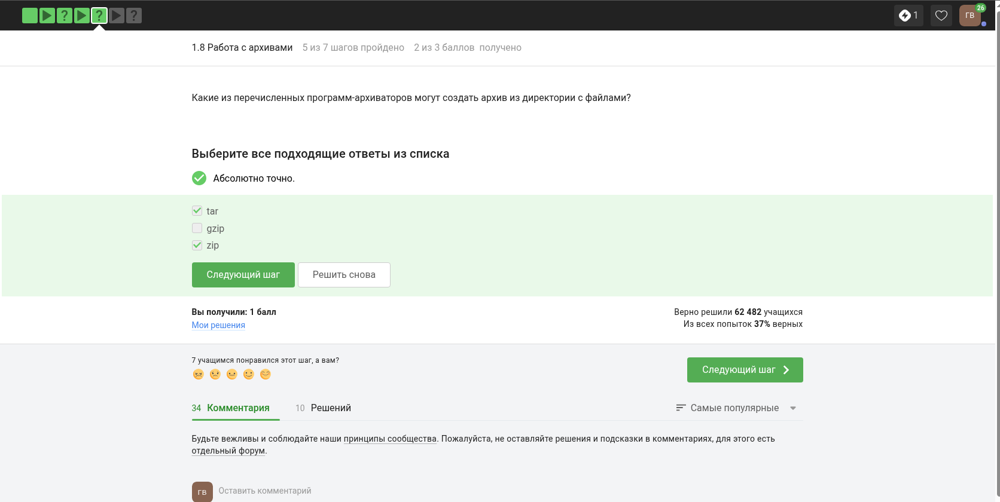 ? ? ?
1
ГВ
26
1.8 Работа с архивами 5 из 7 шагов пройдено 2 из 3 баллов получено
Какие из перечисленных программ-архиваторов могут создать архив из директории с файлами?
Выберите все подходящие ответы из списка
Абсолютно точно.
tar
gzip
zip
Следующий шаг Решить снова
Вы получили: 1 балл
Мои решения
Верно решили 62 482 учащихся
Из всех попыток 37% верных
7 учащимся понравился этот шаг, а вам?
Следующий шаг
34 Комментария 10 Решений Самые популярные
Будьте вежливы и соблюдайте наши принципы сообщества. Пожалуйста, не оставляйте решения и подсказки в комментариях, для этого есть
отдельный форум.
ГВ Оставить комментарий